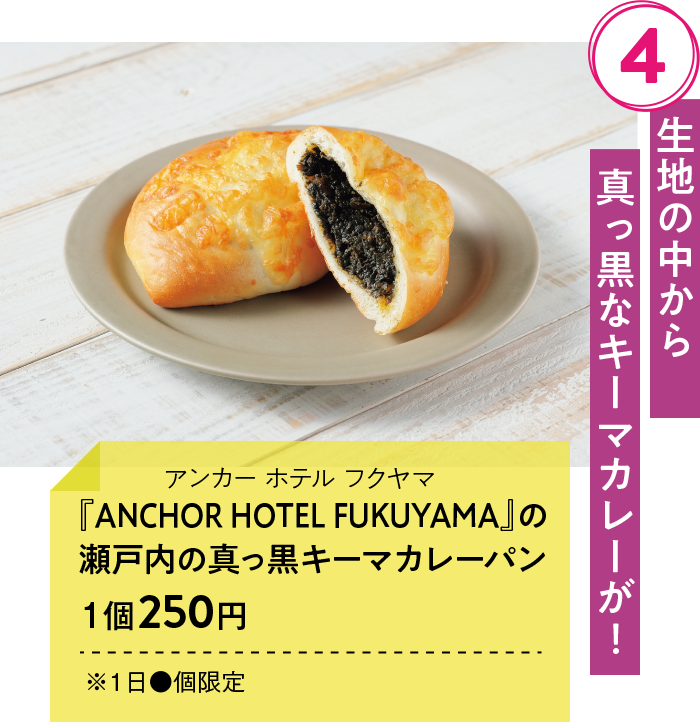 4
生地の中から
真っ黒なキーマカレーが！
アンカー ホテル フクヤマ
『ANCHOR HOTEL FUKUYAMA』の
瀬戸内の真っ黒キーマカレーパン
1個250円
※1日●個限定